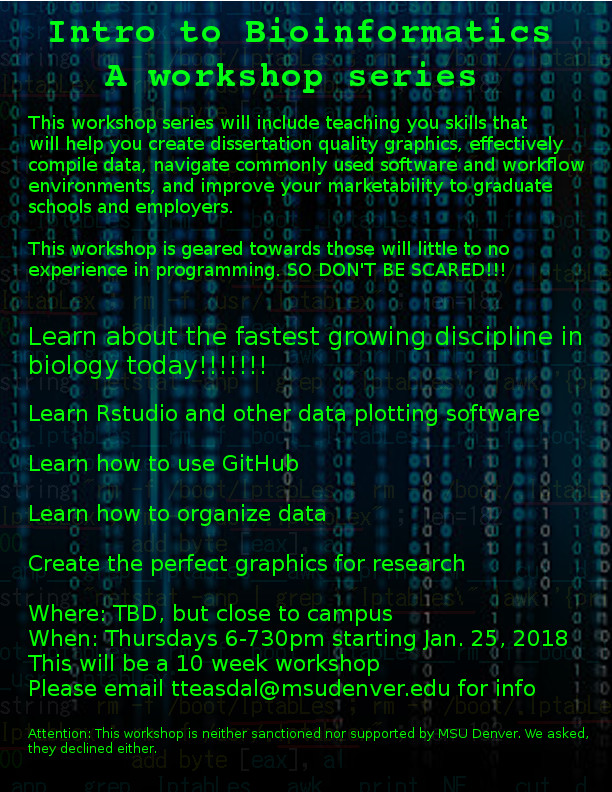 Intro to Bioinformatics
A workshop series
This workshop series will include teaching you skills that
will help you create dissertation quality graphics, effectively
compile data, navigate commonly used software and workflow
environments, and improve your marketability to graduate
schools and employers.
This workshop is geared towards those will little to no
experience in programming. SO DON'T BE SCARED!!!
Learn about the fastest growing discipline in
biology today!!!!!!!
Learn Rstudio and other data plotting software
Learn how to use GitHub
Learn how to organize data
Create the perfect graphics for research
Where: TBD, but close to campus
When: Thursdays 6-730pm starting Jan. 25, 2018
This will be a 10 week workshop
Please email tteasdal@msudenver.edu for info
Attention: This workshop is neither sanctioned nor supported by MSU Denver. We asked,
they declined either.